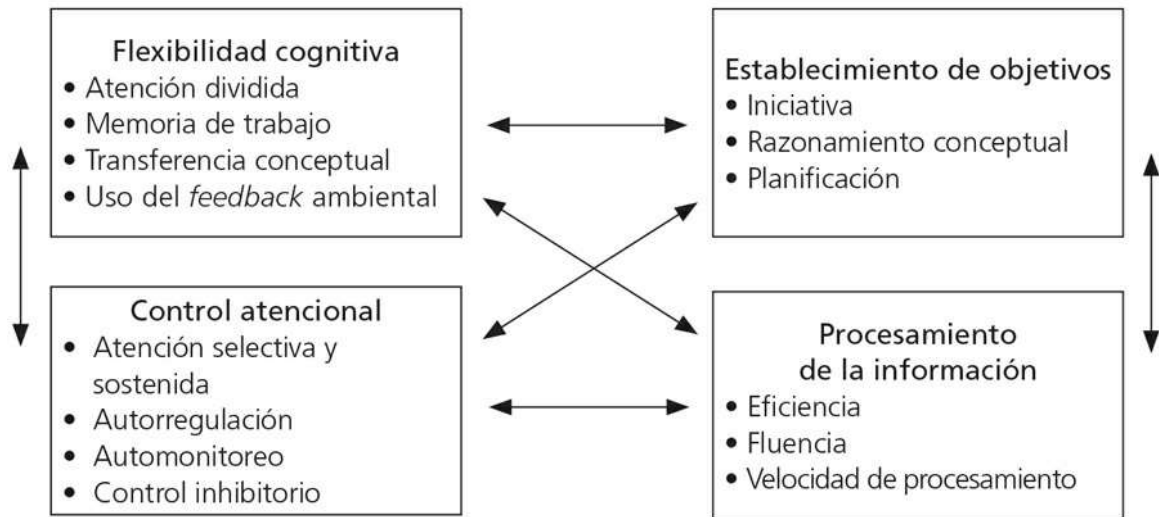 Flexibilidad cognitiva
• Atención dividida
• Memoria de trabajo
• Transferencia conceptual
• Uso del feedback ambiental
Establecimiento de objetivos
• Iniciativa
• Razonamiento conceptual
• Planificación
Control atencional
• Atención selectiva y
sostenida
• Autorregulación
• Automonitoreo
• Control inhibitorio
Procesamiento
de la información
• Eficiencia
• Fluencia
• Velocidad de procesamiento